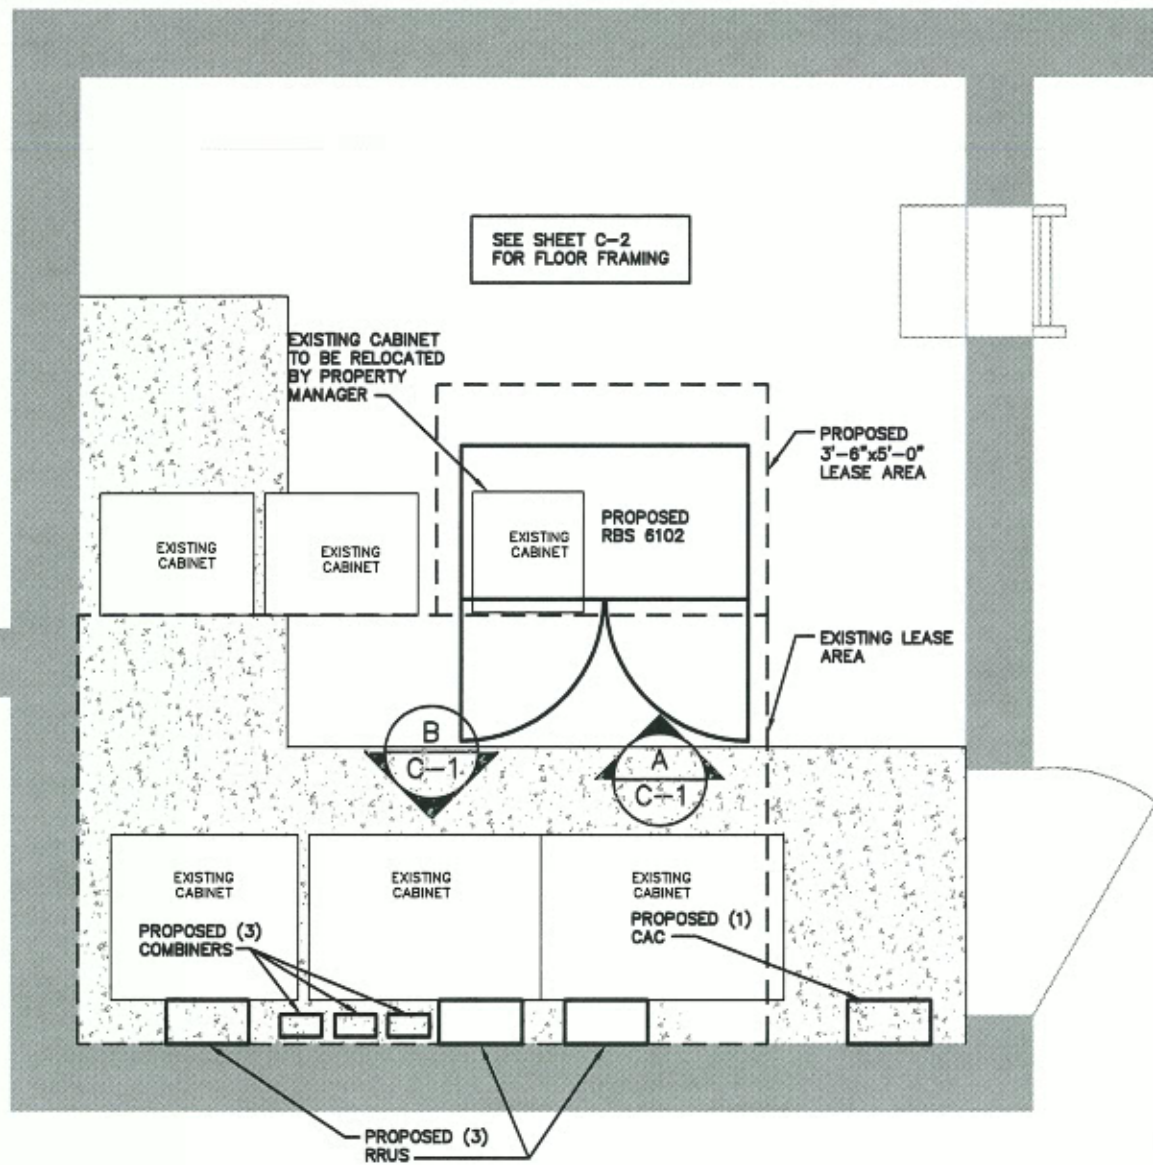 SEE SHEET C-2
FOR FLOOR FRAMING
EXISTING CABINET
TO BE RELOCATED
BY PROPERTY
MANAGER
PROPOSED
3'-6"x5'-0"
LEASE AREA
EXISTING
CABINET
EXISTING
CABINET
EXISTING
CABINET
PROPOSED
RBS 6102
EXISTING LEASE
AREA
B
C-1
A
C-1
EXISTING
CABINET
EXISTING
CABINET
EXISTING
CABINET
PROPOSED (3)
COMBINERS
PROPOSED (1)
CAC
PROPOSED (3)
RRUS